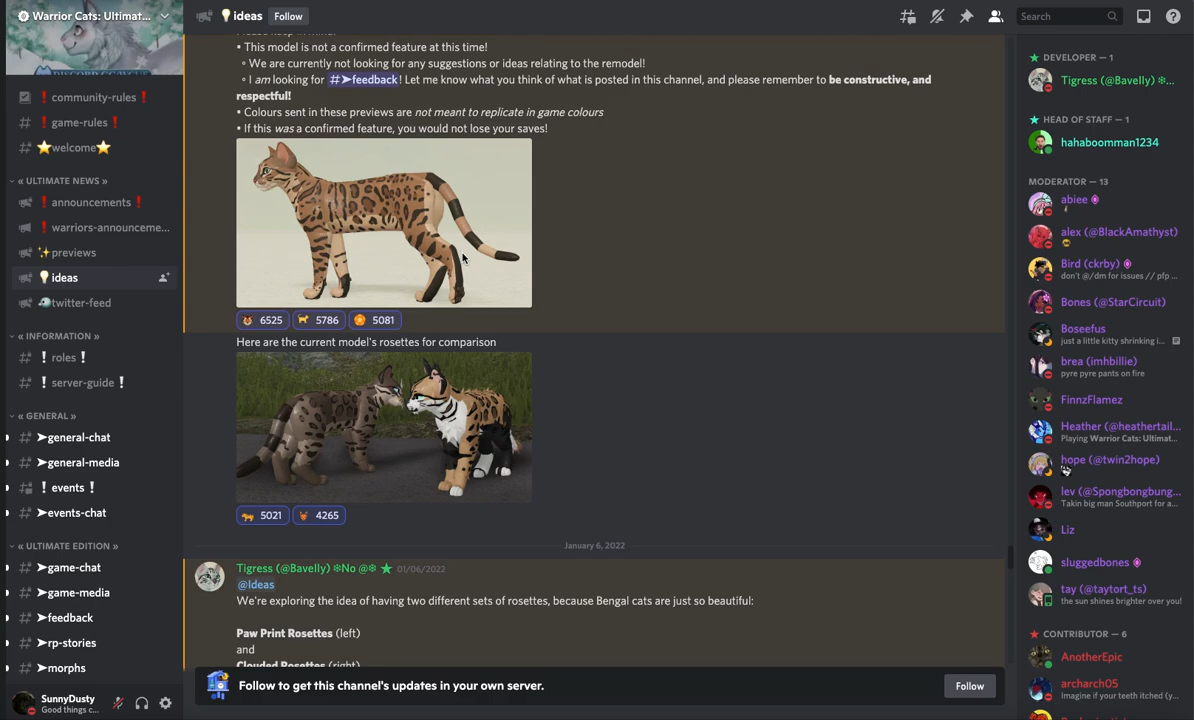 Warrior Cats: Ultimat...
❗community-rules❗
❗game-rules❗
⭐welcome⭐
« ULTIMATE NEWS »
❗announcements❗
❗warriors-announceme...
✨previews
💡ideas
twitter-feed
« INFORMATION »
❕roles❕
❕server-guide❕
« GENERAL »
➤general-chat
➤general-media
❕events❕
➤events-chat
« ULTIMATE EDITION »
➤game-chat
➤game-media
➤feedback
➤rp-stories
➤morphs
SunnyDusty
Good things c...
💡ideas
Follow
Search
• This model is not a confirmed feature at this time!
◦ We are currently not looking for any suggestions or ideas relating to the remodel!
◦ I am looking for #➤feedback! Let me know what you think of what is posted in this channel, and please remember to be constructive, and
respectful!
• Colours sent in these previews are not meant to replicate in game colours
• If this was a confirmed feature, you would not lose your saves!
6525 5786 5081
Here are the current model's rosettes for comparison
5021 4265
January 6, 2022
Tigress (@Bavelly) ❄No @❄ ★ 01/06/2022
@Ideas
We're exploring the idea of having two different sets of rosettes, because Bengal cats are just so beautiful:
Paw Print Rosettes (left)
and
Clouded Rosettes (right)
Follow to get this channel's updates in your own server.
Follow
★ DEVELOPER — 1
Tigress (@Bavelly) ❄...
★ HEAD OF STAFF — 1
hahaboomman1234
MODERATOR — 13
abiee
alex (@BlackAmathyst)
Bird (ckrby)
don't @/dm for issues // pfp ...
Bones (@StarCircuit)
Boseefus
just a little kitty shrinking i...
brea (imhbillie)
pyre pyre pants on fire
FinnzFlamez
Heather (@heathertail...
Playing Warrior Cats: Ultimat...
hope (@twin2hope)
lev (@Spongbongbung...
Takin big man Southport for a...
Liz
sluggedbones
tay (@taytort_ts)
the sun shines brighter over you!
★ CONTRIBUTOR — 6
AnotherEpic
archarch05
Imagine if your teeth itched (y...